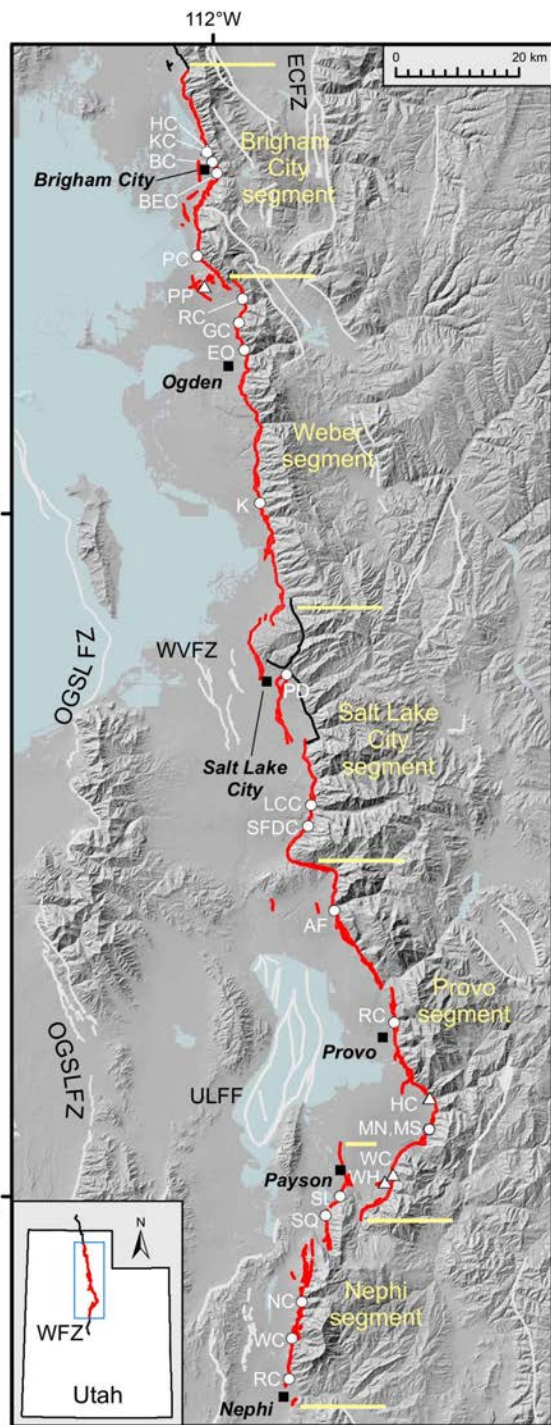 112°W
0
20 km
ECFZ
HC
KC
BC
Brigham City
BEC
Brigham
City
segment
PC
PP
RC
GC
EO
Ogden
Weber
segment
K
OGSL FZ
WVFZ
PD
Salt Lake
City
Salt Lake
City
segment
LCC
SFDC
AF
Provo
segment
RC
Provo
OGSLFZ
ULFF
HC
MN,MS
WC
WH
Payson
SL
SQ
Nephi
segment
NC
WC
RC
Nephi
N
WFZ
Utah